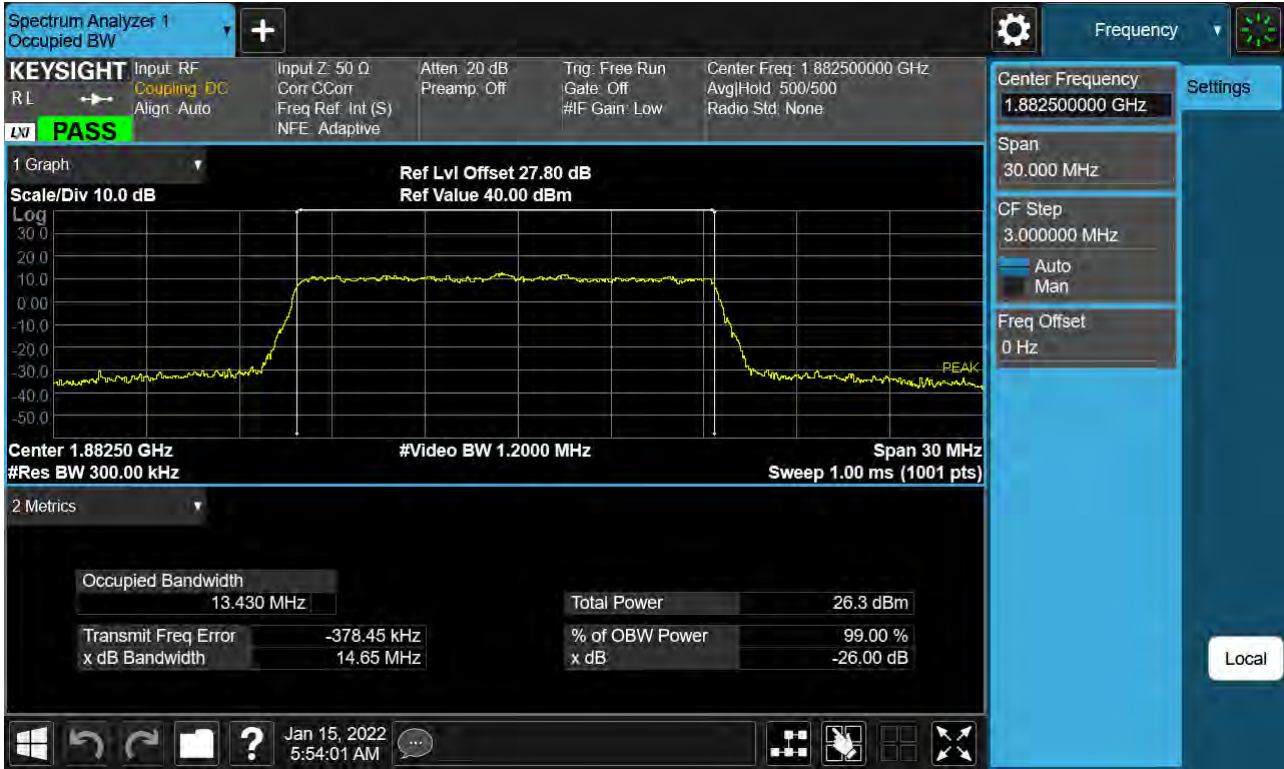 Spectrum Analyzer 1
Occupied BW
+
Frequency
KEYSIGHT
RL
LXI
PASS
Input: RF
Coupling: DC
Align: Auto
Input Z: 50 Ω
Corr CCorr
Freq Ref: Int (S)
NFE: Adaptive
Atten: 20 dB
Preamp: Off
Trig: Free Run
Gate: Off
#IF Gain: Low
Center Freq: 1.882500000 GHz
Avg|Hold: 500/500
Radio Std: None
Center Frequency
1.882500000 GHz
Settings
Span
30.000 MHz
CF Step
3.000000 MHz
Auto
Man
Freq Offset
0 Hz
Local
1 Graph
Scale/Div 10.0 dB
Ref Lvl Offset 27.80 dB
Ref Value 40.00 dBm
Log
30.0
20.0
10.0
0.00
-10.0
-20.0
-30.0
-40.0
-50.0
PEAK
Center 1.88250 GHz
#Video BW 1.2000 MHz
Span 30 MHz
#Res BW 300.00 kHz
Sweep 1.00 ms (1001 pts)
2 Metrics
Occupied Bandwidth
13.430 MHz
Total Power 26.3 dBm
Transmit Freq Error -378.45 kHz
% of OBW Power 99.00 %
x dB Bandwidth 14.65 MHz
x dB -26.00 dB
?
Jan 15, 2022
5:54:01 AM